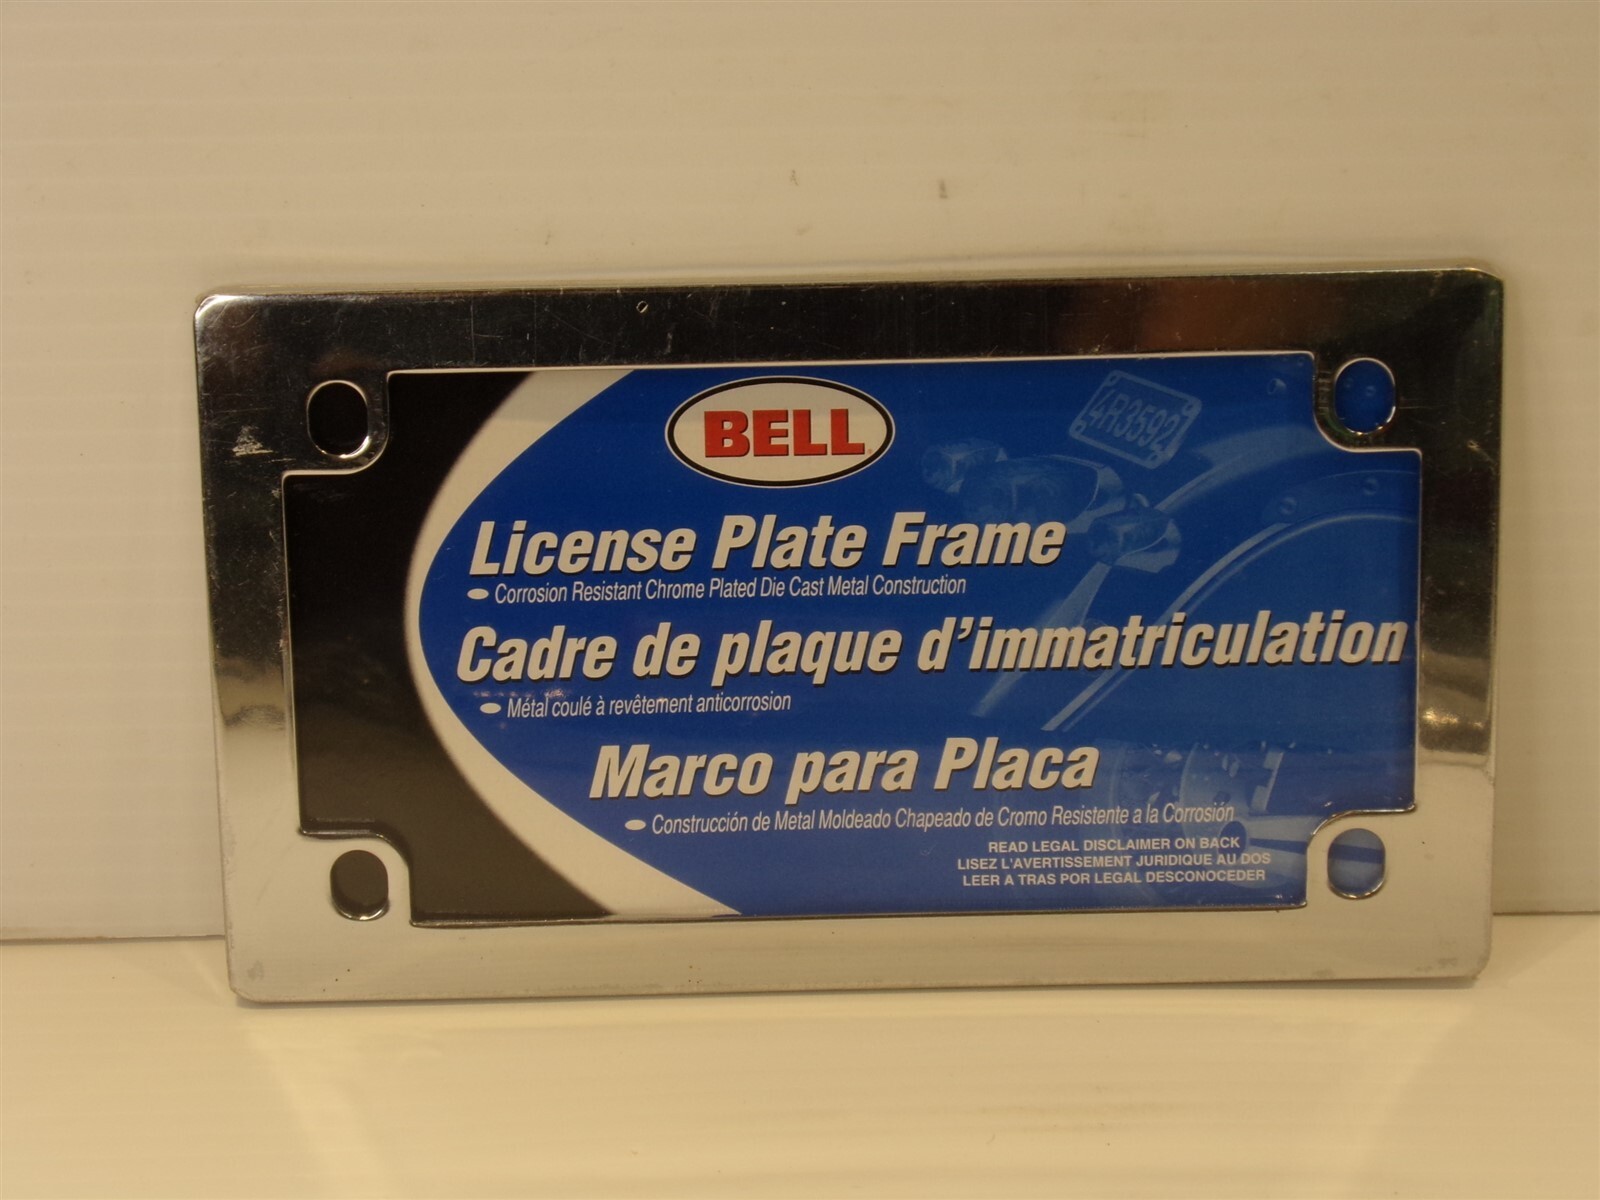 BELL
4R3592
License Plate Frame
• Corrosion Resistant Chrome Plated Die Cast Metal Construction
Cadre de plaque d'immatriculation
• Métal coulé à revêtement anticorrosion
Marco para Placa
• Construcción de Metal Moldeado Chapeado de Cromo Resistente a la Corrosión
READ LEGAL DISCLAIMER ON BACK
LISEZ L'AVERTISSEMENT JURIDIQUE AU DOS
LEER A TRAS POR LEGAL DESCONOCEDER